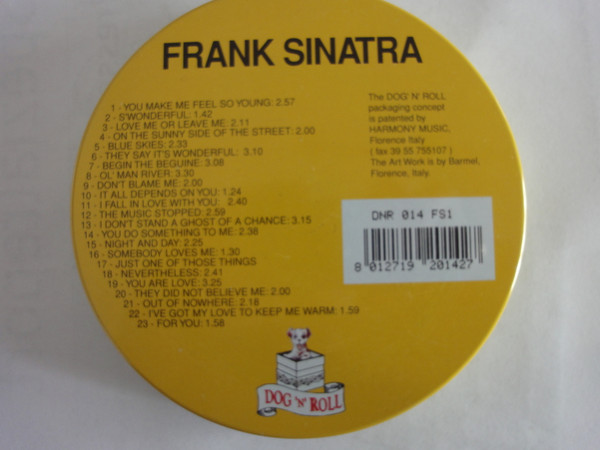 FRANK SINATRA
1 - YOU MAKE ME FEEL SO YOUNG: 2.57
2 - S'WONDERFUL: 1.42
3 - LOVE ME OR LEAVE ME: 2.11
4 - ON THE SUNNY SIDE OF THE STREET: 2.00
5 - BLUE SKIES: 2.33
6 - THEY SAY IT'S WONDERFUL: 3.10
7 - BEGIN THE BEGUINE: 3.08
8 - OL' MAN RIVER: 3.30
9 - DON'T BLAME ME: 2.00
10 - IT ALL DEPENDS ON YOU: 1.24
11 - I FALL IN LOVE WITH YOU: 2.40
12 - THE MUSIC STOPPED: 2.59
13 - I DON'T STAND A GHOST OF A CHANCE: 3.15
14 - YOU DO SOMETHING TO ME: 2.38
15 - NIGHT AND DAY: 2.25
16 - SOMEBODY LOVES ME: 1.30
17 - JUST ONE OF THOSE THINGS
18 - NEVERTHELESS: 2.41
19 - YOU ARE LOVE: 3.25
20 - THEY DID NOT BELIEVE ME: 2.00
21 - OUT OF NOWHERE: 2.18
22 - I'VE GOT MY LOVE TO KEEP ME WARM: 1.59
23 - FOR YOU: 1.58
The DOG' N' ROLL
packaging concept
is patented by
HARMONY MUSIC,
Florence Italy
( fax 39 55 755107 )
The Art Work is by Barmel,
Florence, Italy.
DNR 014 FS1
8 012719 201427
DOG 'N' ROLL